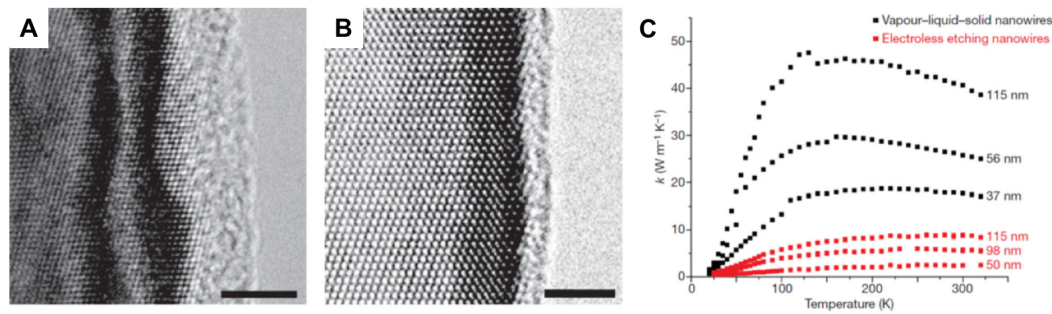 A
B
C
Vapour–liquid–solid nanowires
Electroless etching nanowires
k (W m⁻¹ K⁻¹)
50
40
30
20
10
0
115 nm
56 nm
37 nm
115 nm
98 nm
50 nm
0
100
200
300
Temperature (K)